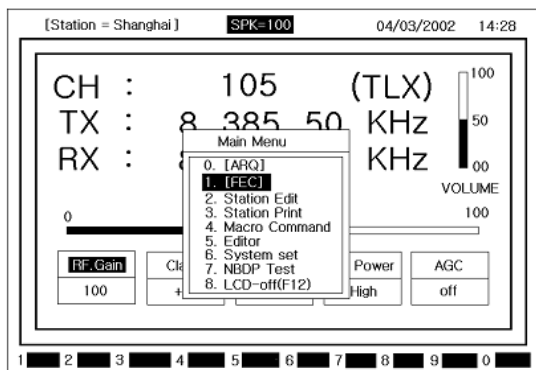 [Station = Shanghai] SPK=100 04/03/2002 14:28
CH : 105 (TLX)
TX : 8 385 50 KHz
RX : KHz
100
50
00
VOLUME
0 100
Main Menu
0. [ARQ]
1. [FEC]
2. Station Edit
3. Station Print
4. Macro Command
5. Editor
6. System set
7. NBDP Test
8. LCD-off(F12)
RF.Gain Cla Power AGC
100 + High off
1 2 3 4 5 6 7 8 9 0